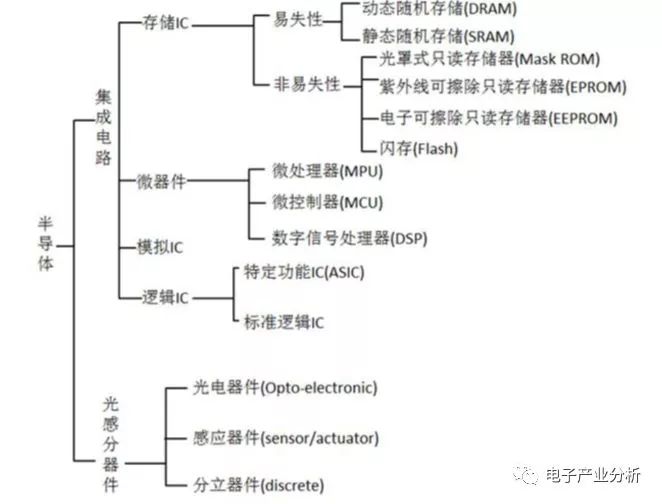 半导体
集成电路
存储IC
易失性
动态随机存储(DRAM)
静态随机存储(SRAM)
非易失性
光罩式只读存储器(Mask ROM)
紫外线可擦除只读存储器(EPROM)
电子可擦除只读存储器(EEPROM)
闪存(Flash)
微器件
微处理器(MPU)
微控制器(MCU)
数字信号处理器(DSP)
模拟IC
逻辑IC
特定功能IC(ASIC)
标准逻辑IC
光感分器件
光电器件(Opto-electronic)
感应器件(sensor/actuator)
分立器件(discrete)
电子产业分析